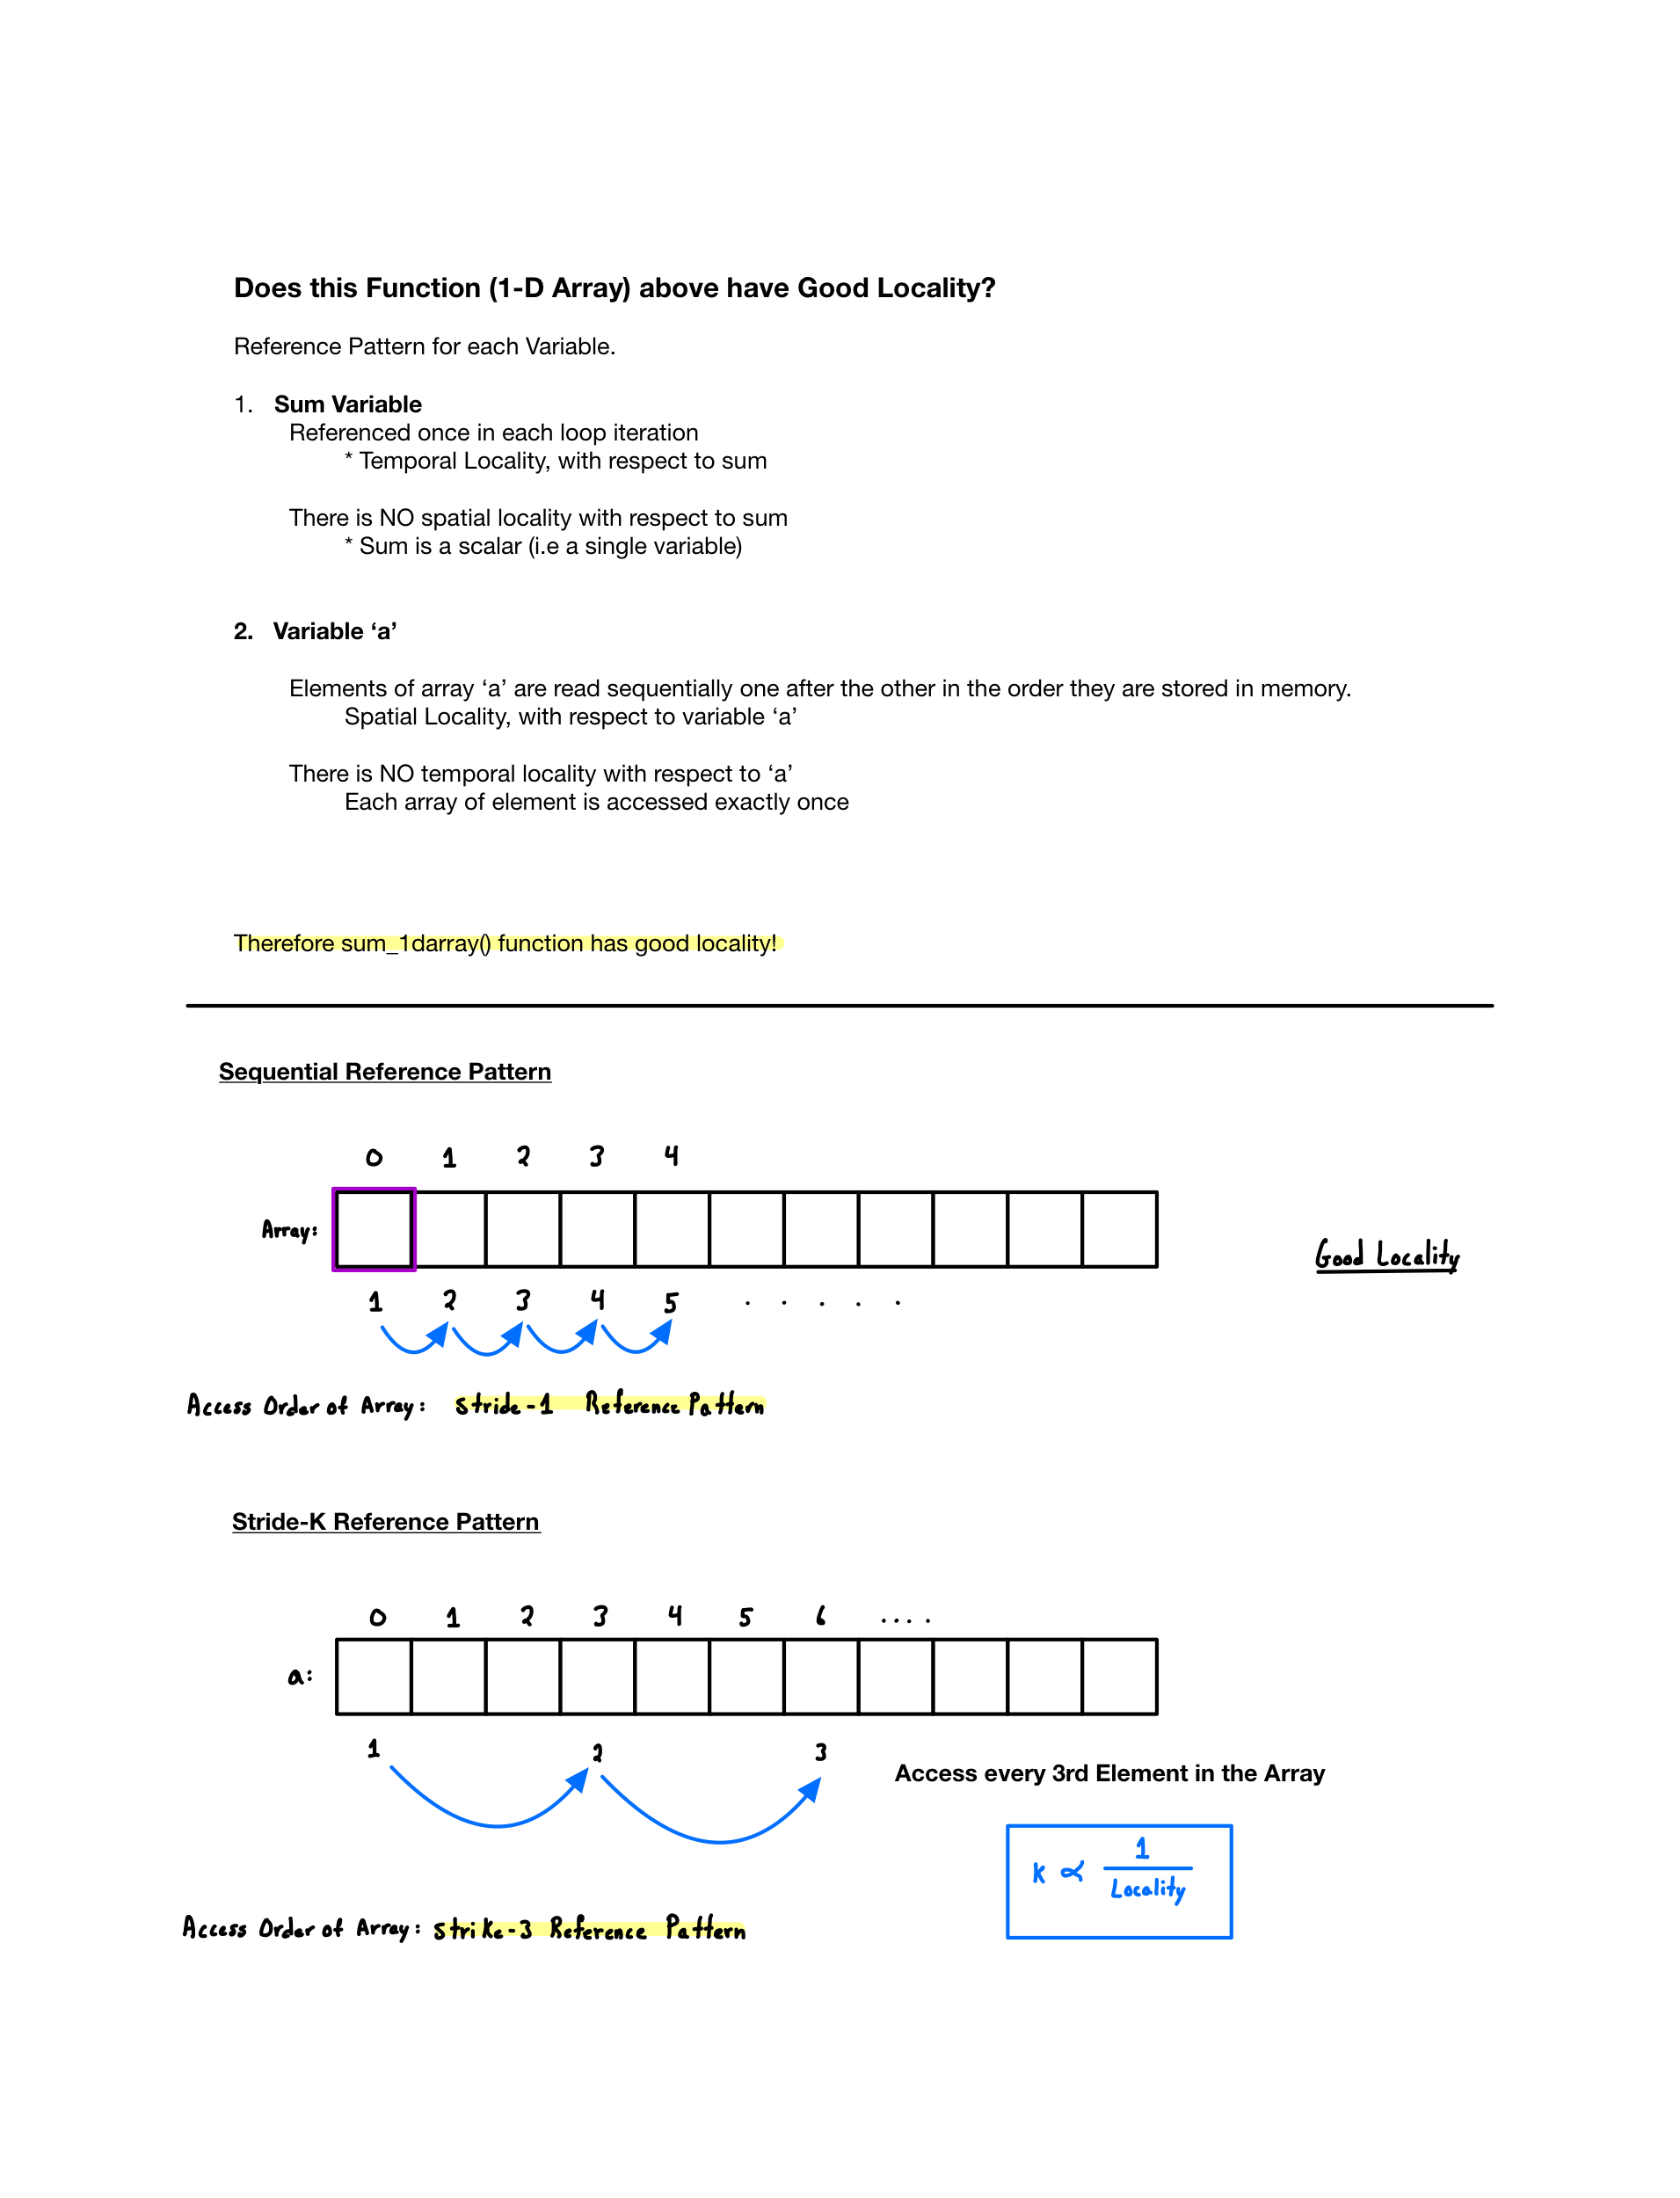 Does this Function (1-D Array) above have Good Locality?
Reference Pattern for each Variable.
1. Sum Variable
Referenced once in each loop iteration
* Temporal Locality, with respect to sum
There is NO spatial locality with respect to sum
* Sum is a scalar (i.e a single variable)
2. Variable ‘a’
Elements of array ‘a’ are read sequentially one after the other in the order they are stored in memory.
Spatial Locality, with respect to variable ‘a’
There is NO temporal locality with respect to ‘a’
Each array of element is accessed exactly once
Therefore sum_1darray() function has good locality!
Sequential Reference Pattern
0 1 2 3 4
Array:
Good Locality
1 2 3 4 5 . . . . .
Access Order of Array: Stride-1 Reference Pattern
Stride-K Reference Pattern
0 1 2 3 4 5 6 ....
a:
1 2 3
Access every 3rd Element in the Array
K ∝ 1 / Locality
Access Order of Array: Strike-3 Reference Pattern